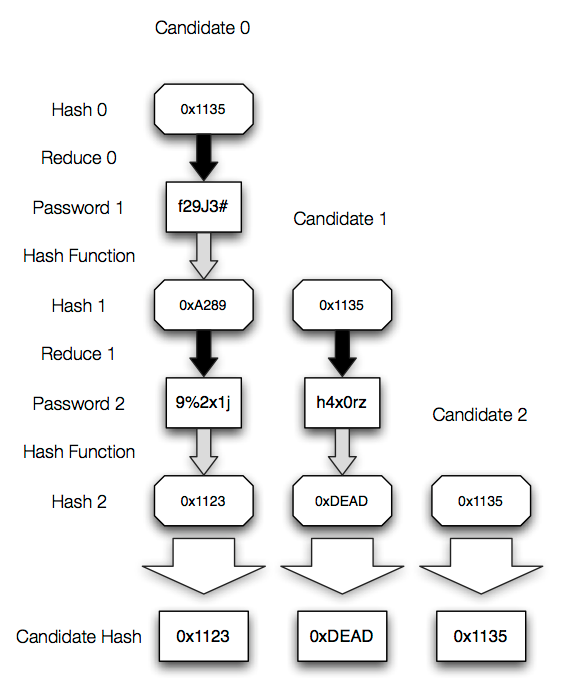 Candidate 0
Hash 0 0x1135
Reduce 0
Password 1 f29J3#
Candidate 1
Hash Function
Hash 1 0xA289 0x1135
Reduce 1
Password 2 9%2x1j h4x0rz
Candidate 2
Hash Function
Hash 2 0x1123 0xDEAD 0x1135
Candidate Hash 0x1123 0xDEAD 0x1135